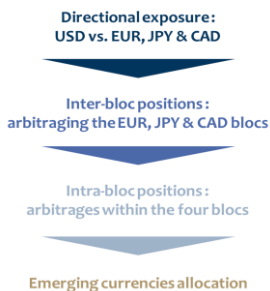 Directional exposure:
USD vs. EUR, JPY & CAD
Inter-bloc positions:
arbitraging the EUR, JPY & CAD blocs
Intra-bloc positions:
arbitrages within the four blocs
Emerging currencies allocation